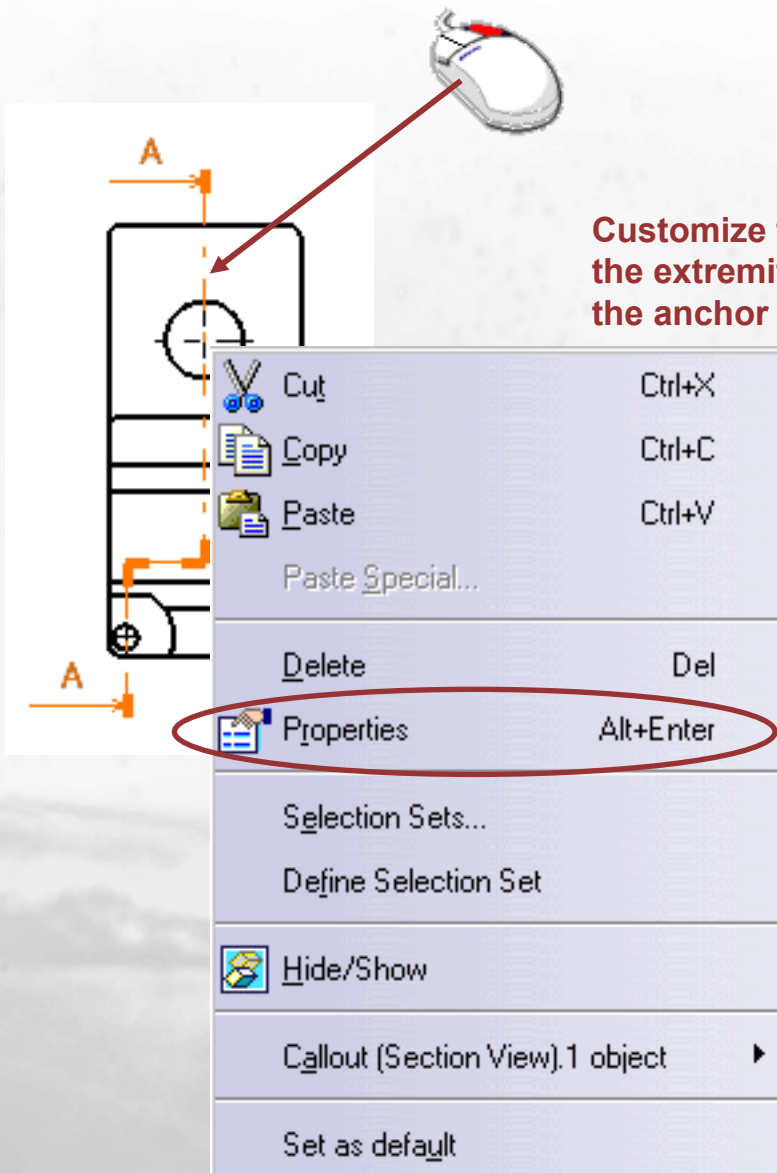 A
Customize
the extremi
the anchor
Cut Ctrl+X
Copy Ctrl+C
Paste Ctrl+V
Paste Special...
Delete Del
A
Properties Alt+Enter
Selection Sets...
Define Selection Set
Hide/Show
Callout (Section View).1 object
Set as default